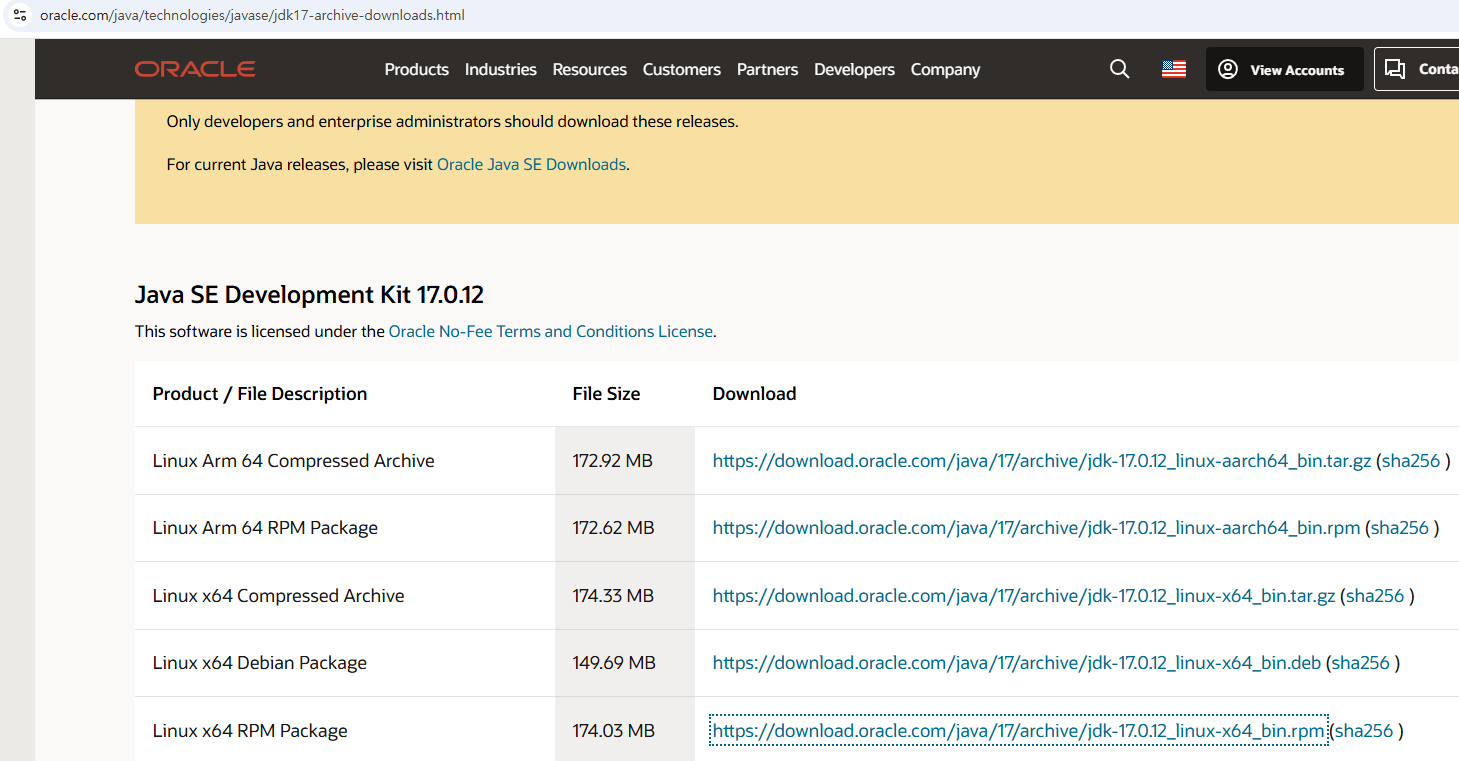 oracle.com/java/technologies/javase/jdk17-archive-downloads.html
ORACLE Products Industries Resources Customers Partners Developers Company View Accounts Conta
Only developers and enterprise administrators should download these releases.
For current Java releases, please visit Oracle Java SE Downloads.
Java SE Development Kit 17.0.12
This software is licensed under the Oracle No-Fee Terms and Conditions License.
Product / File Description File Size Download
Linux Arm 64 Compressed Archive 172.92 MB https://download.oracle.com/java/17/archive/jdk-17.0.12_linux-aarch64_bin.tar.gz (sha256 )
Linux Arm 64 RPM Package 172.62 MB https://download.oracle.com/java/17/archive/jdk-17.0.12_linux-aarch64_bin.rpm (sha256 )
Linux x64 Compressed Archive 174.33 MB https://download.oracle.com/java/17/archive/jdk-17.0.12_linux-x64_bin.tar.gz (sha256 )
Linux x64 Debian Package 149.69 MB https://download.oracle.com/java/17/archive/jdk-17.0.12_linux-x64_bin.deb (sha256 )
Linux x64 RPM Package 174.03 MB https://download.oracle.com/java/17/archive/jdk-17.0.12_linux-x64_bin.rpm (sha256 )